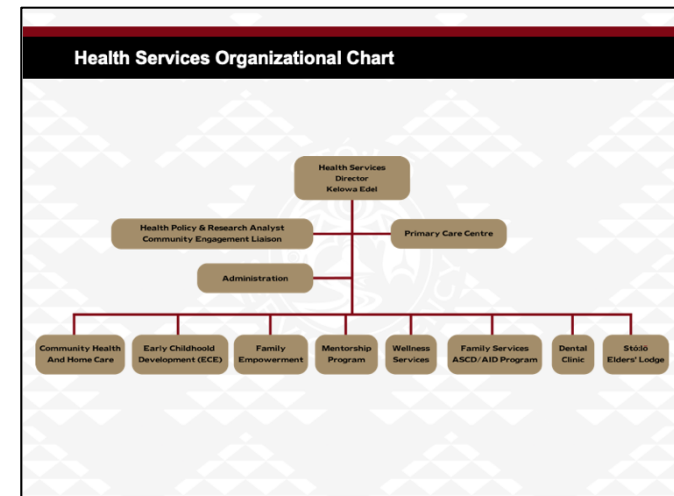 Health Services Organizational Chart
Health Services
Director
Kelowa Edel
Health Policy & Research Analyst
Community Engagement Liaison
Primary Care Centre
Administration
Community Health
And Home Care
Early Childhoold
Development (ECE)
Family
Empowerment
Mentorship
Program
Wellness
Services
Family Services
ASCD/AID Program
Dental
Clinic
Stó:lō
Elders' Lodge